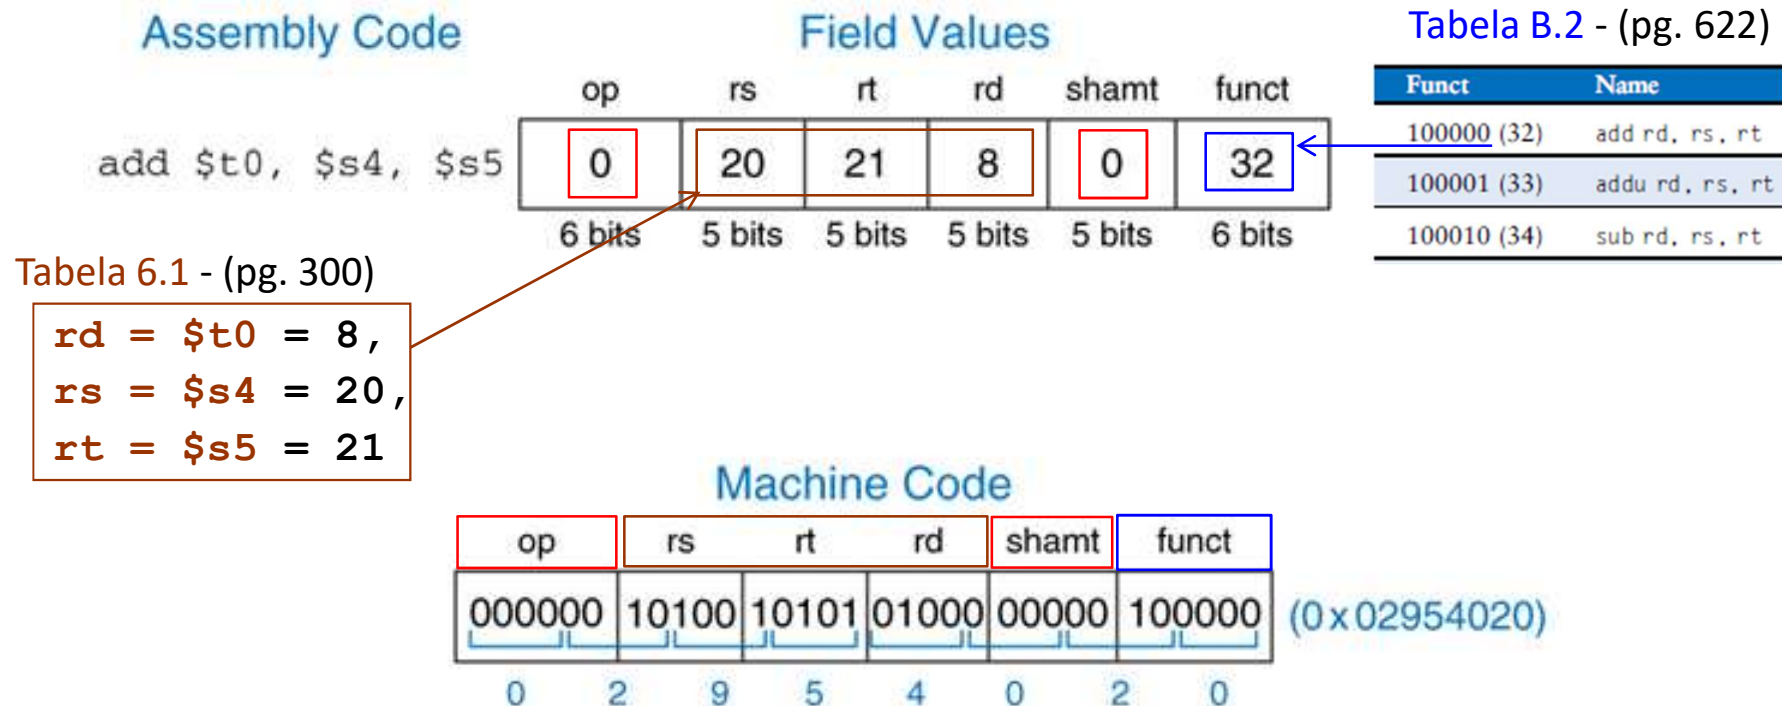 Assembly Code
Field Values
Tabela B.2 - (pg. 622)
op rs rt rd shamt funct
Funct Name
add $t0, $s4, $s5 0 20 21 8 0 32
100000 (32) add rd, rs, rt
100001 (33) addu rd, rs, rt
100010 (34) sub rd, rs, rt
6 bits 5 bits 5 bits 5 bits 5 bits 6 bits
Tabela 6.1 - (pg. 300)
rd = $t0 = 8,
rs = $s4 = 20,
rt = $s5 = 21
Machine Code
op rs rt rd shamt funct
000000 10100 10101 01000 00000 100000 (0x02954020)
0 2 9 5 4 0 2 0